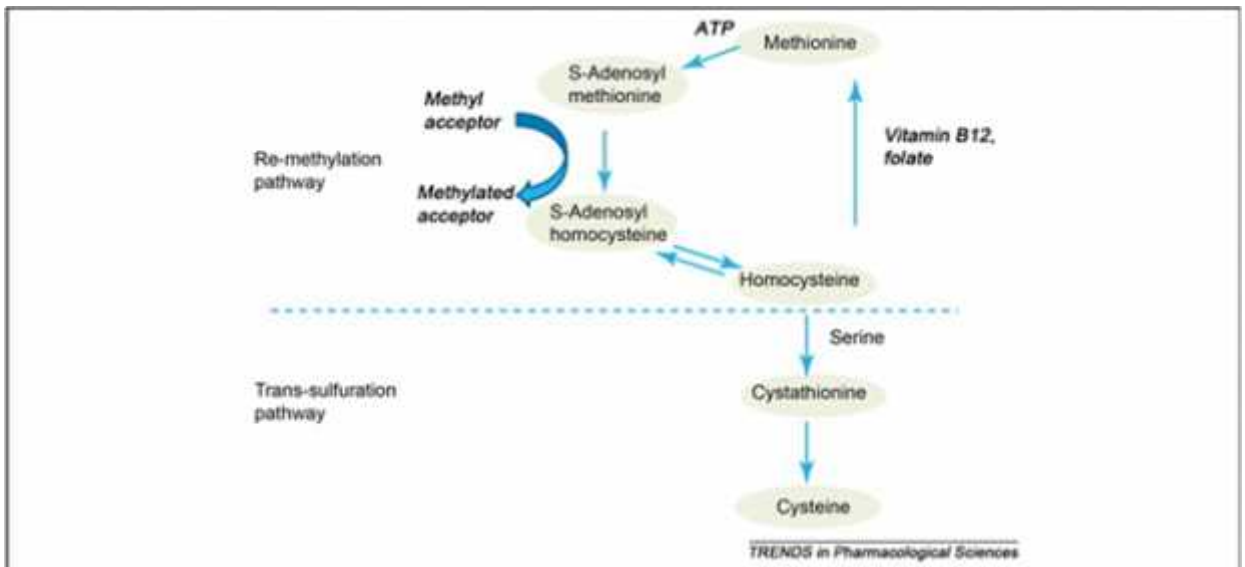 ATP
Methionine
S-Adenosyl
methionine
Methyl
acceptor
Vitamin B12,
folate
Re-methylation
pathway
Methylated
acceptor
S-Adenosyl
homocysteine
Homocysteine
Serine
Trans-sulfuration
pathway
Cystathionine
Cysteine
TRENDS in Pharmacological Sciences